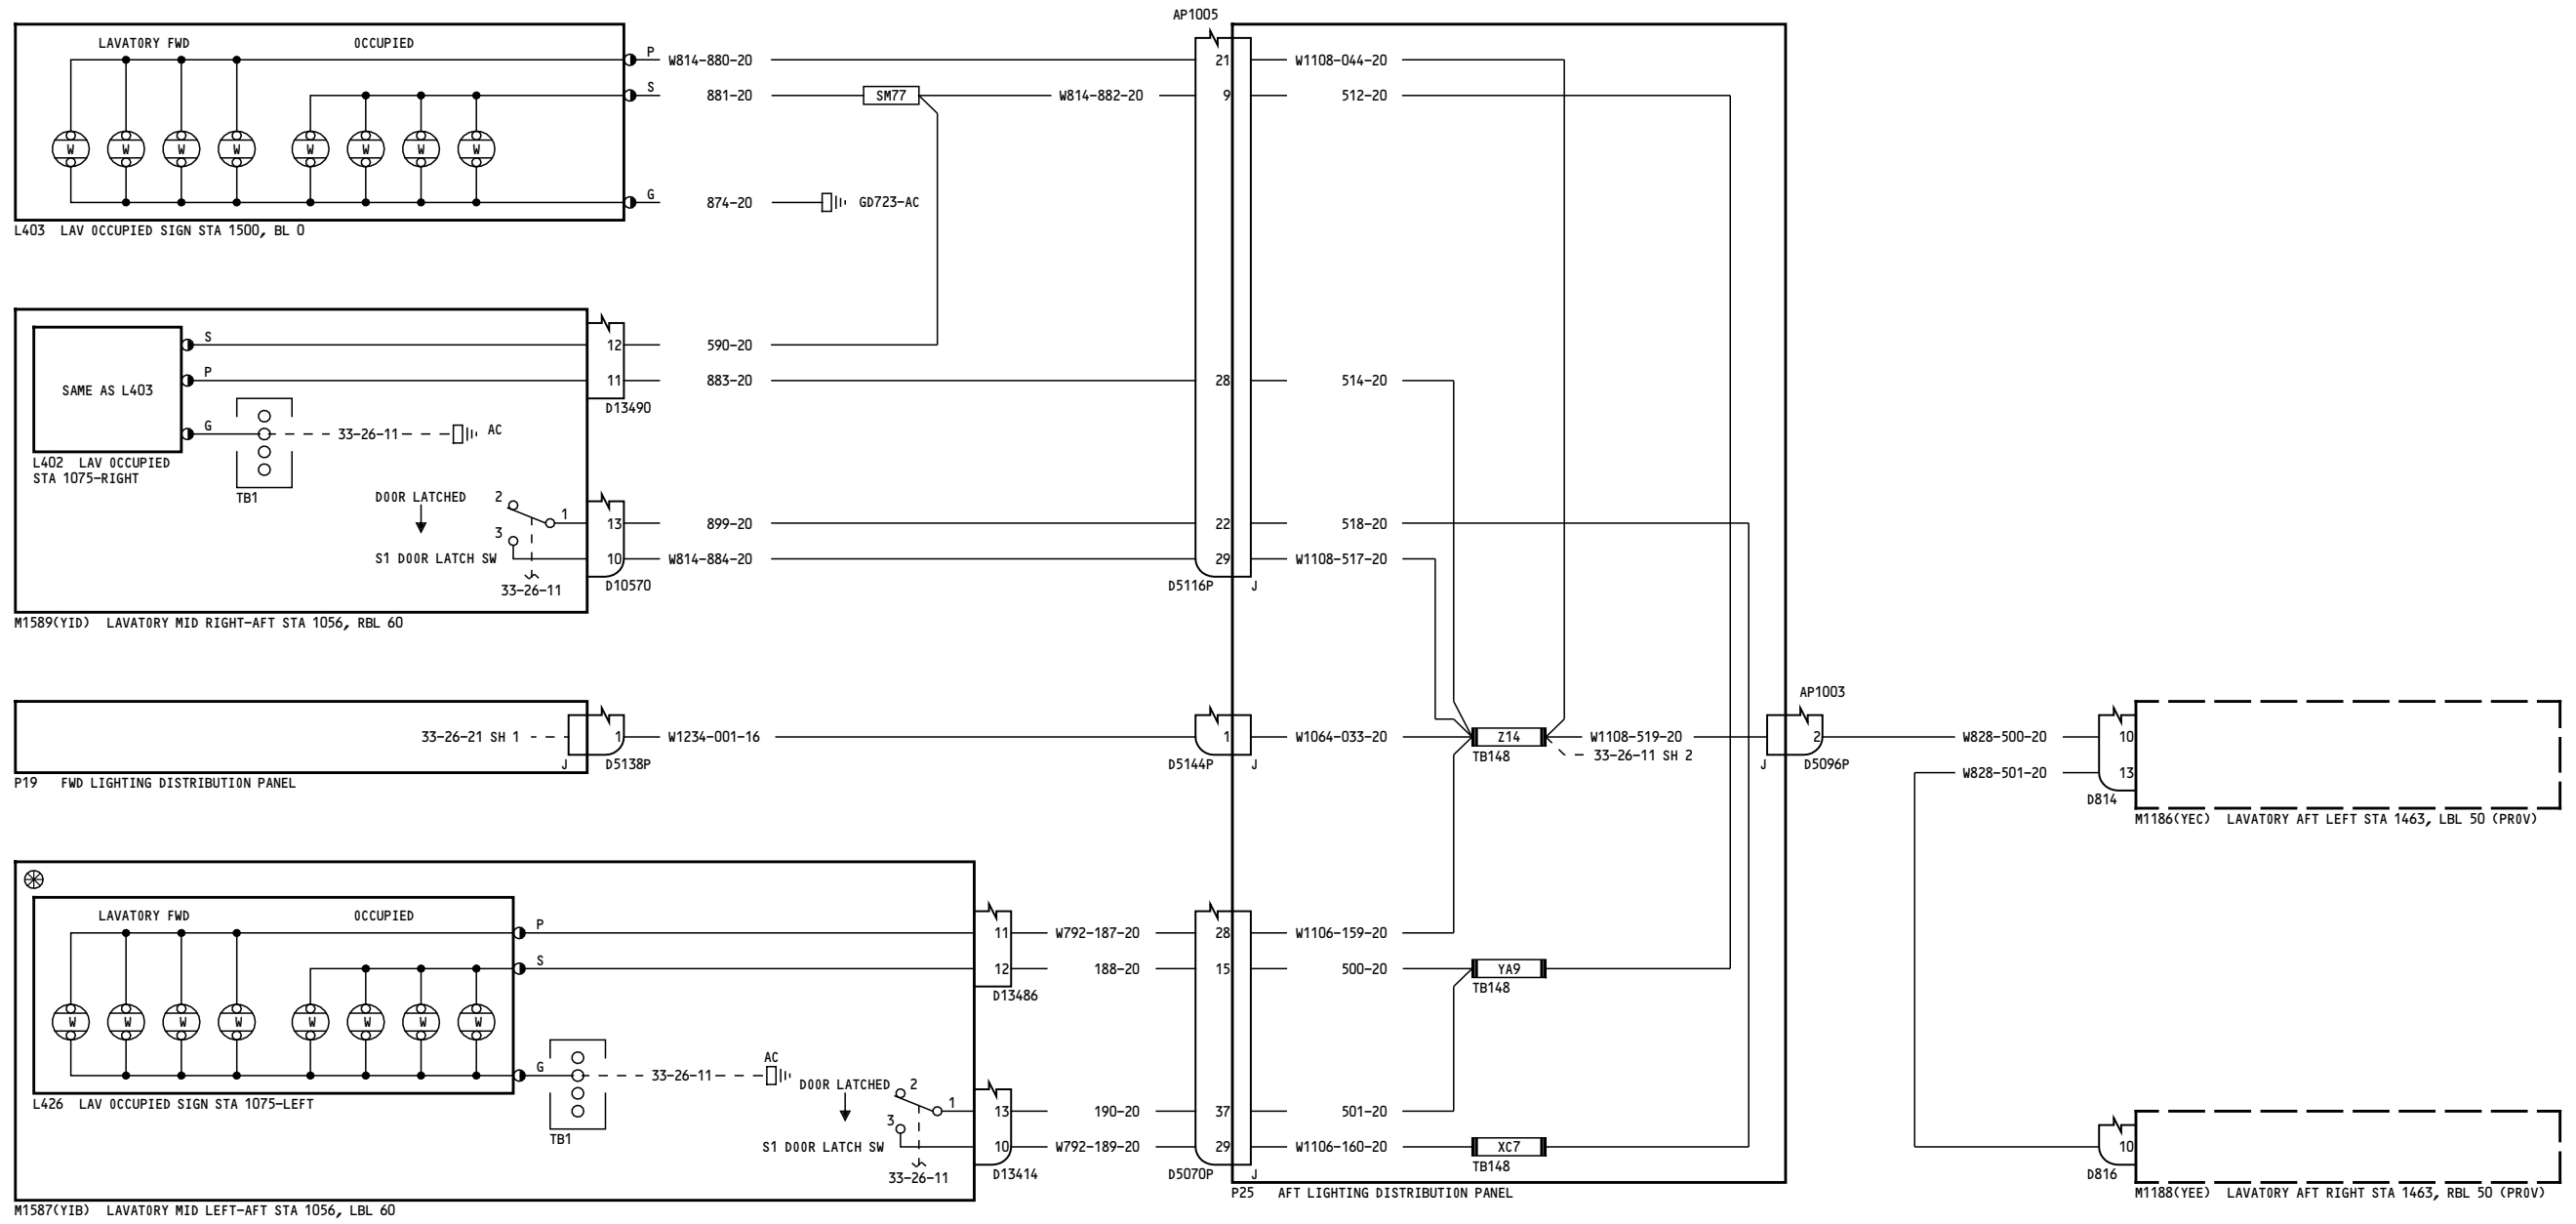 AP1005
LAVATORY FWD OCCUPIED
P W814-880-20 21 W1108-044-20
S 881-20 SM77 W814-882-20 9 512-20
W W W W W W W W
G 874-20 GD723-AC
L403 LAV OCCUPIED SIGN STA 1500, BL 0
S 12 590-20
SAME AS L403 P 11 883-20 28 514-20
D13490
G 33-26-11 AC
L402 LAV OCCUPIED
STA 1075-RIGHT
TB1
DOOR LATCHED 2 1 13 899-20 22 518-20
3
S1 DOOR LATCH SW 10 W814-884-20 29 W1108-517-20
33-26-11 D10570 D5116P J
M1589(YID) LAVATORY MID RIGHT-AFT STA 1056, RBL 60
AP1003
33-26-21 SH 1 1 W1234-001-16 1 W1064-033-20 Z14 W1108-519-20 2 W828-500-20 10
TB148 33-26-11 SH 2
J D5138P D5144P J J D5096P
W828-501-20 13
P19 FWD LIGHTING DISTRIBUTION PANEL
D814
M1186(YEC) LAVATORY AFT LEFT STA 1463, LBL 50 (PROV)
LAVATORY FWD OCCUPIED
P 11 W792-187-20 28 W1106-159-20
S 12 188-20 15 500-20 YA9
D13486 TB148
W W W W W W W W
G 33-26-11 AC
L426 LAV OCCUPIED SIGN STA 1075-LEFT
TB1
DOOR LATCHED 2 1 13 190-20 37 501-20
3
S1 DOOR LATCH SW 10 W792-189-20 29 W1106-160-20 XC7 10
TB148
33-26-11 D13414 D5070P J D816
P25 AFT LIGHTING DISTRIBUTION PANEL
M1188(YEE) LAVATORY AFT RIGHT STA 1463, RBL 50 (PROV)
M1587(YIB) LAVATORY MID LEFT-AFT STA 1056, LBL 60